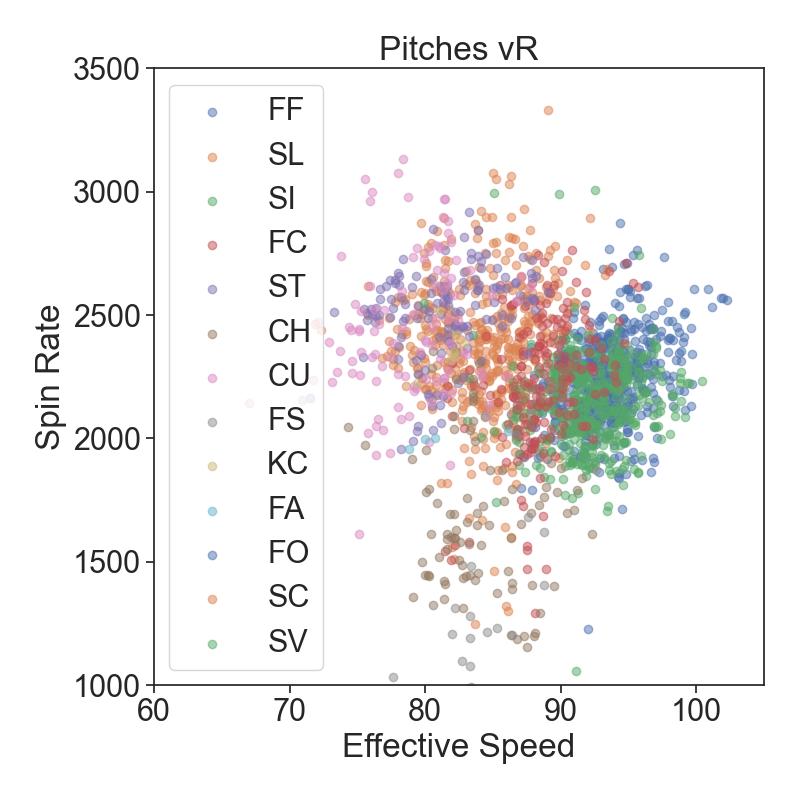 Pitches vR
3500
3000
2500
2000
1500
1000
Spin Rate
FF
SL
SI
FC
ST
CH
CU
FS
KC
FA
FO
SC
SV
60 70 80 90 100
Effective Speed